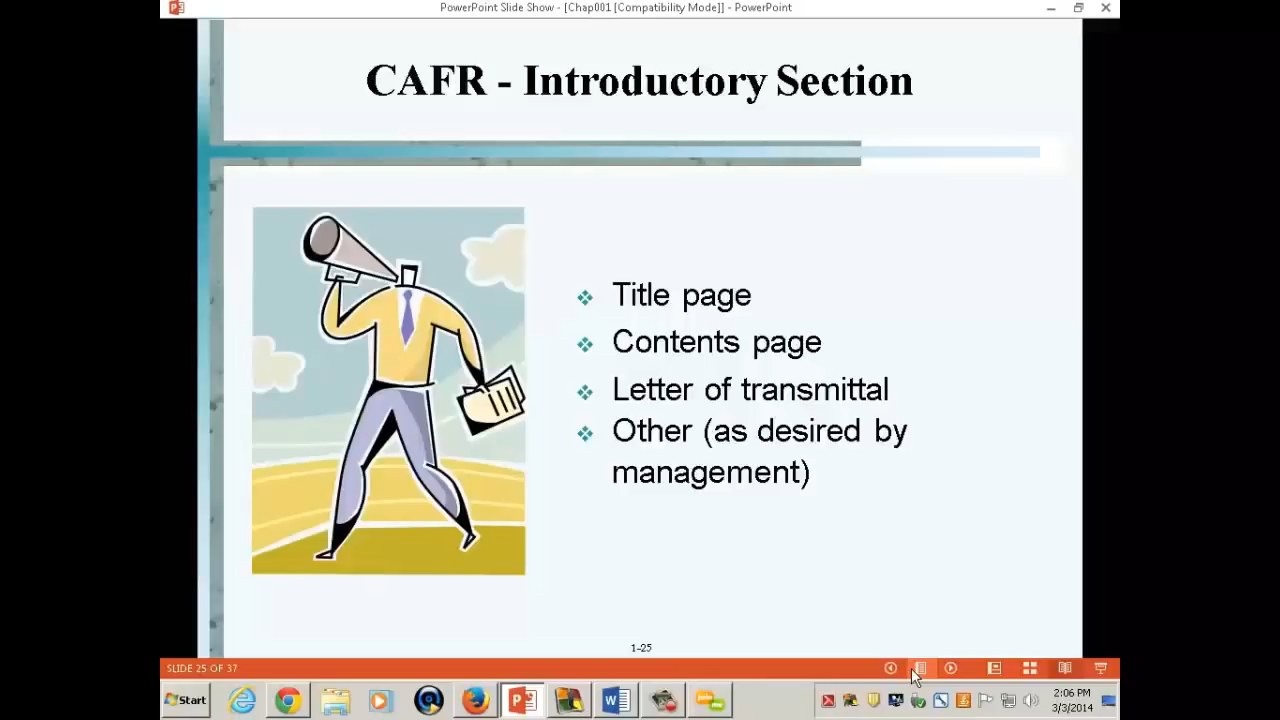 PowerPoint Slide Show - [Chap001 [Compatibility Mode]] - PowerPoint
CAFR - Introductory Section
Title page
Contents page
Letter of transmittal
Other (as desired by
management)
1-25
SLIDE 25 OF 37
Start
2:06 PM
3/3/2014